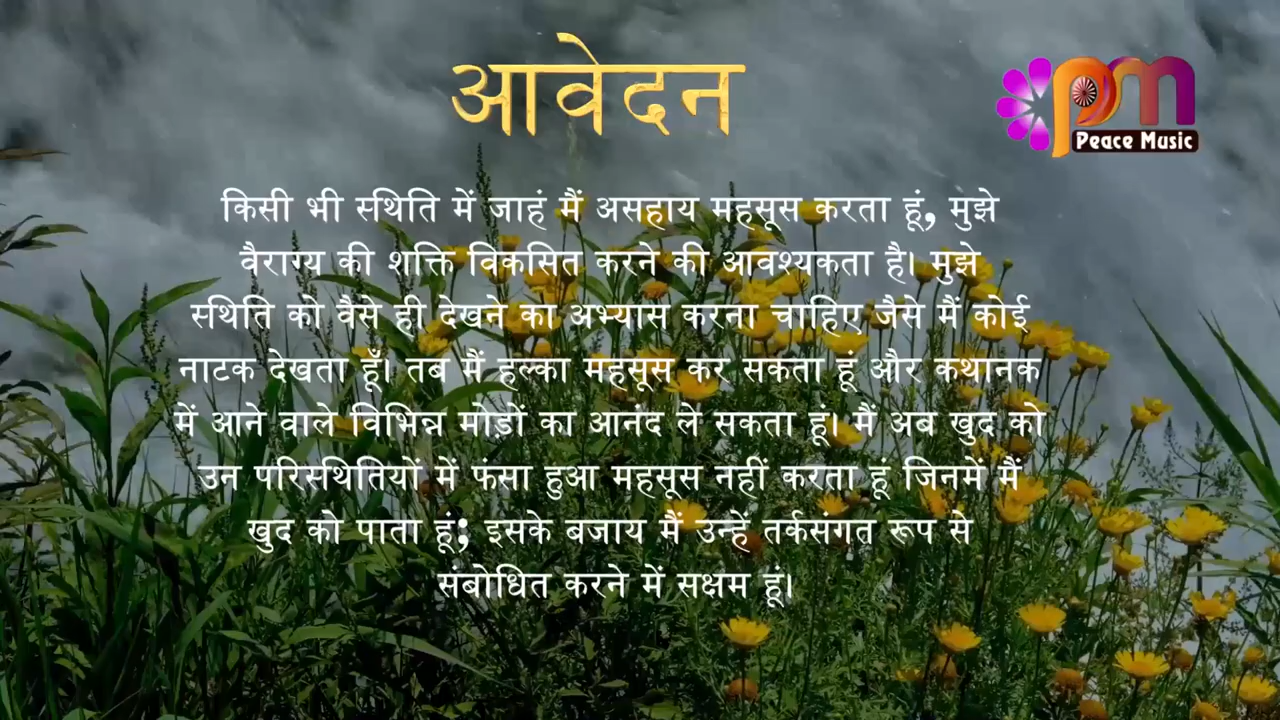 आवेदन
pm
Peace Music
किसी भी स्थिति में जाहं मैं असहाय महसूस करता हूं, मुझे
वैराग्य की शक्ति विकसित करने की आवश्यकता है। मुझे
स्थिति को वैसे ही देखने का अभ्यास करना चाहिए जैसे मैं कोई
नाटक देखता हूँ। तब मैं हल्का महसूस कर सकता हूं और कथानक
में आने वाले विभिन्न मोड़ों का आनंद ले सकता हूं। मैं अब खुद को
उन परिस्थितियों में फंसा हुआ महसूस नहीं करता हूं जिनमें मैं
खुद को पाता हूं; इसके बजाय मैं उन्हें तर्कसगत रूप से
संबोधित करने में सक्षम हूं।